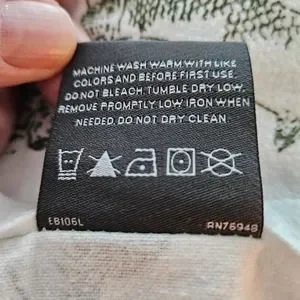 MACHINE WASH WARM WITH LIKE
COLORS AND BEFORE FIRST USE.
DO NOT BLEACH. TUMBLE DRY LOW.
REMOVE PROMPTLY. LOW IRON WHEN
NEEDED. DO NOT DRY CLEAN.
EB106L RN76948